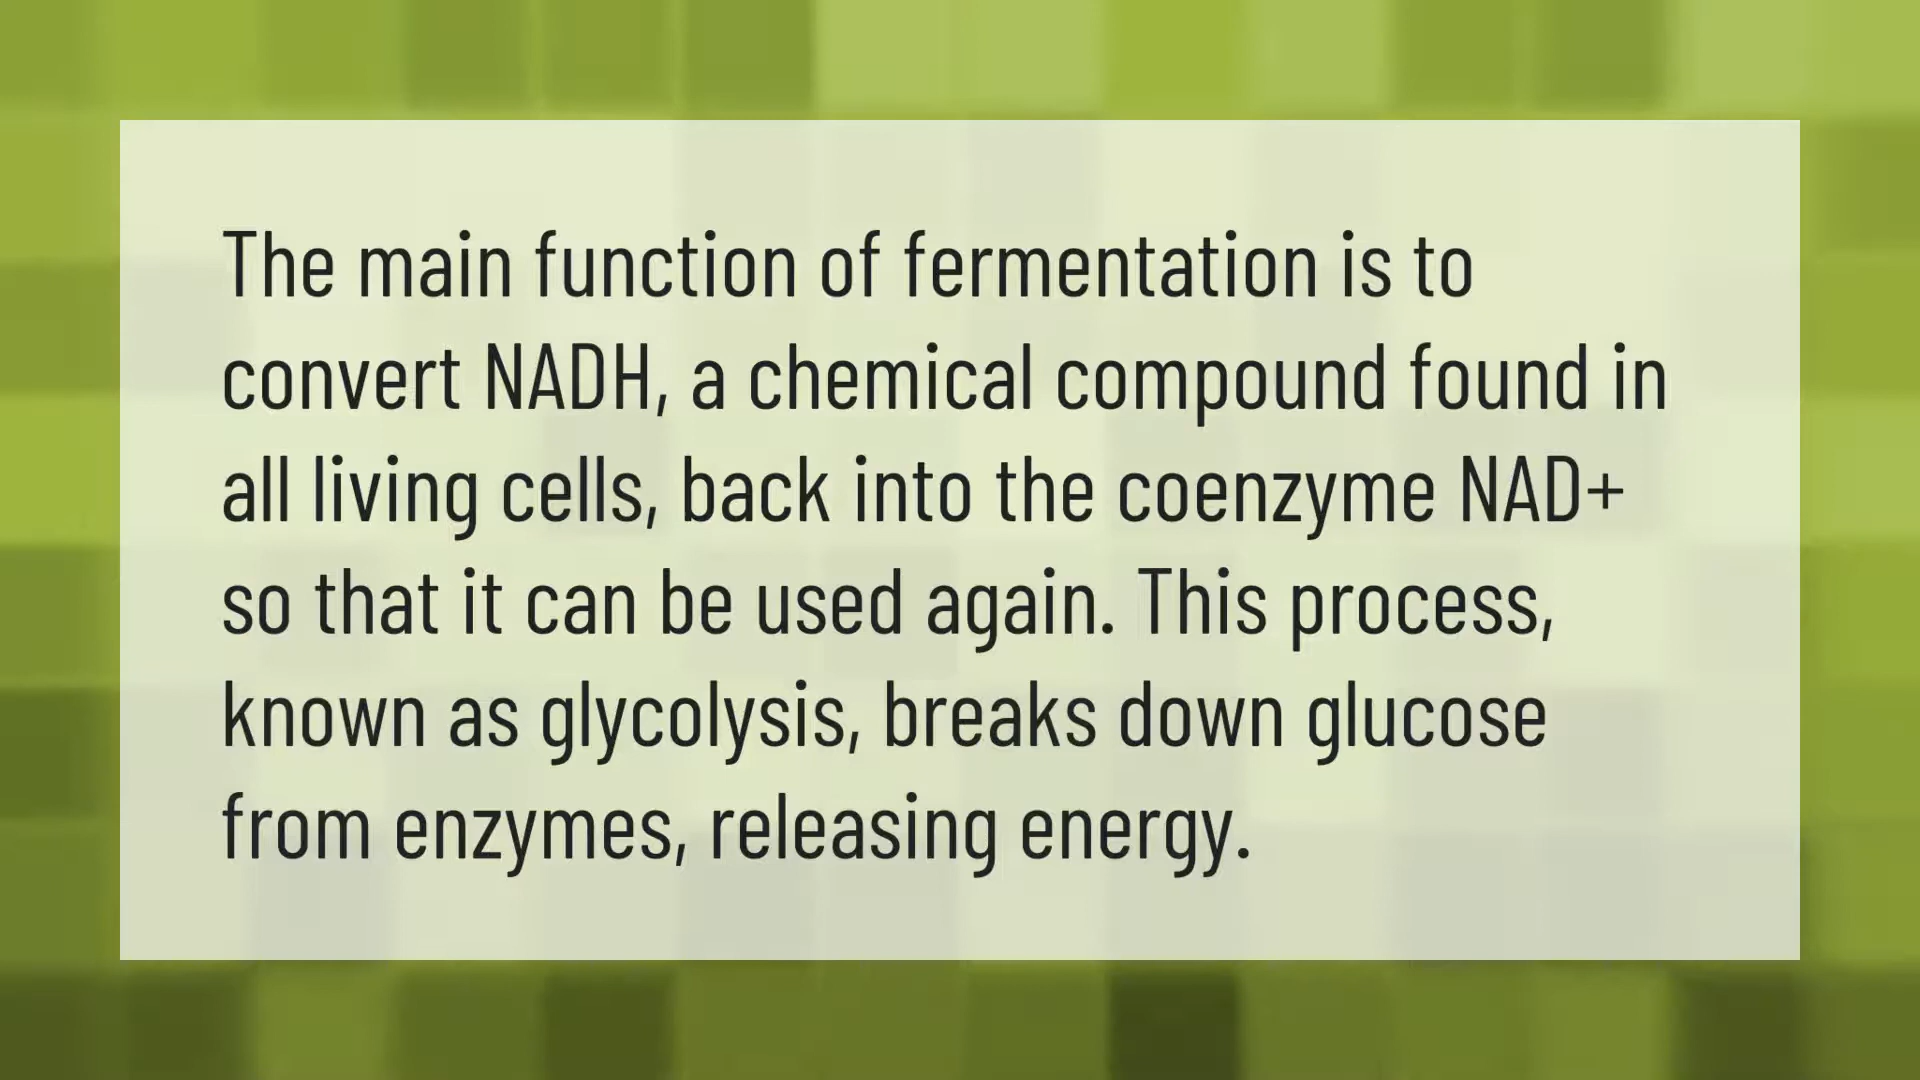 The main function of fermentation is to
convert NADH, a chemical compound found in
all living cells, back into the coenzyme NAD+
so that it can be used again. This process,
known as glycolysis, breaks down glucose
from enzymes, releasing energy.